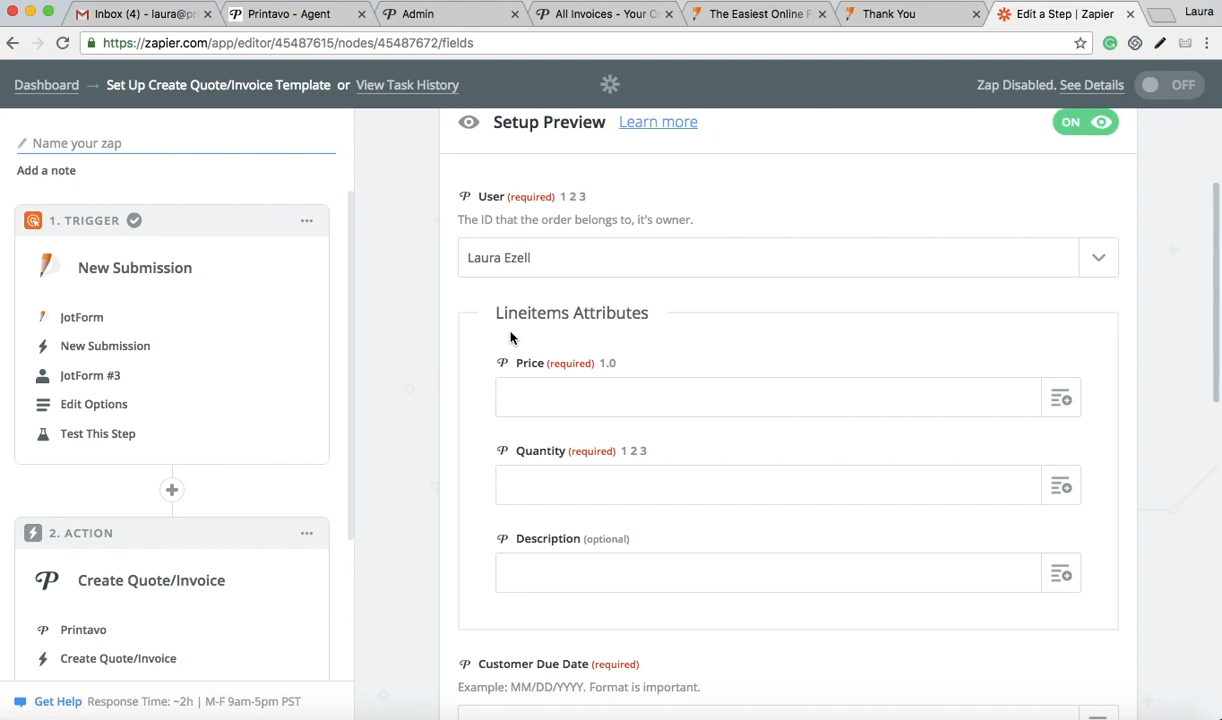 Inbox (4) - laura@pr
Printavo - Agent
Admin
All Invoices - Your C
The Easiest Online F
Thank You
Edit a Step | Zapier
Laura
https://zapier.com/app/editor/45487615/nodes/45487672/fields
Dashboard → Set Up Create Quote/Invoice Template or View Task History
Zap Disabled. See Details
OFF
Name your zap
Add a note
1. TRIGGER
New Submission
JotForm
New Submission
JotForm #3
Edit Options
Test This Step
2. ACTION
Create Quote/Invoice
Printavo
Create Quote/Invoice
Get Help Response Time: ~2h | M-F 9am-5pm PST
Setup Preview Learn more
ON
User (required) 1 2 3
The ID that the order belongs to, it's owner.
Laura Ezell
Lineitems Attributes
Price (required) 1.0
Quantity (required) 1 2 3
Description (optional)
Customer Due Date (required)
Example: MM/DD/YYYY. Format is important.